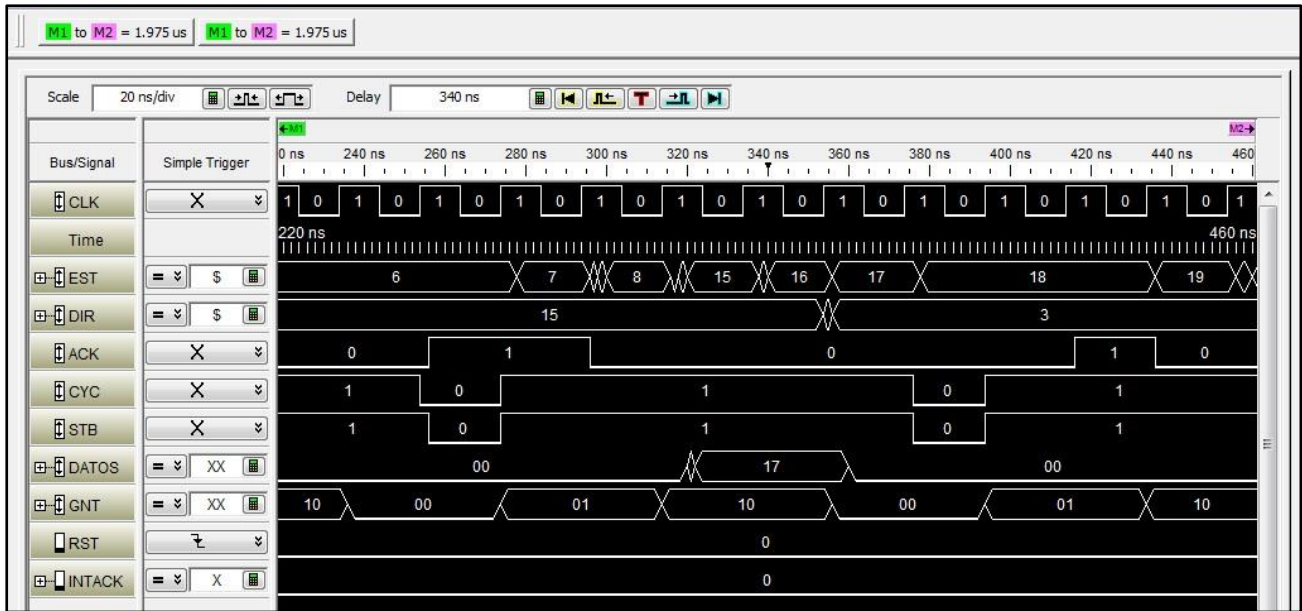 M1 to M2 = 1.975 us M1 to M2 = 1.975 us
Scale 20 ns/div Delay 340 ns T
M1 M2
Bus/Signal Simple Trigger 0 ns 240 ns 260 ns 280 ns 300 ns 320 ns 340 ns 360 ns 380 ns 400 ns 420 ns 440 ns 460
CLK X 1 0 1 0 1 0 1 0 1 0 1 0 1 0 1 0 1 0 1 0 1 0 1 0 1
Time 220 ns 460 ns
EST = $ 6 7 8 15 16 17 18 19
DIR = $ 15 3
ACK X 0 1 0 1 0
CYC X 1 0 1 0 1
STB X 1 0 1 0 1
DATOS = XX 00 17 00
GNT = XX 10 00 01 10 00 01 10
RST 0
INTACK = X 0